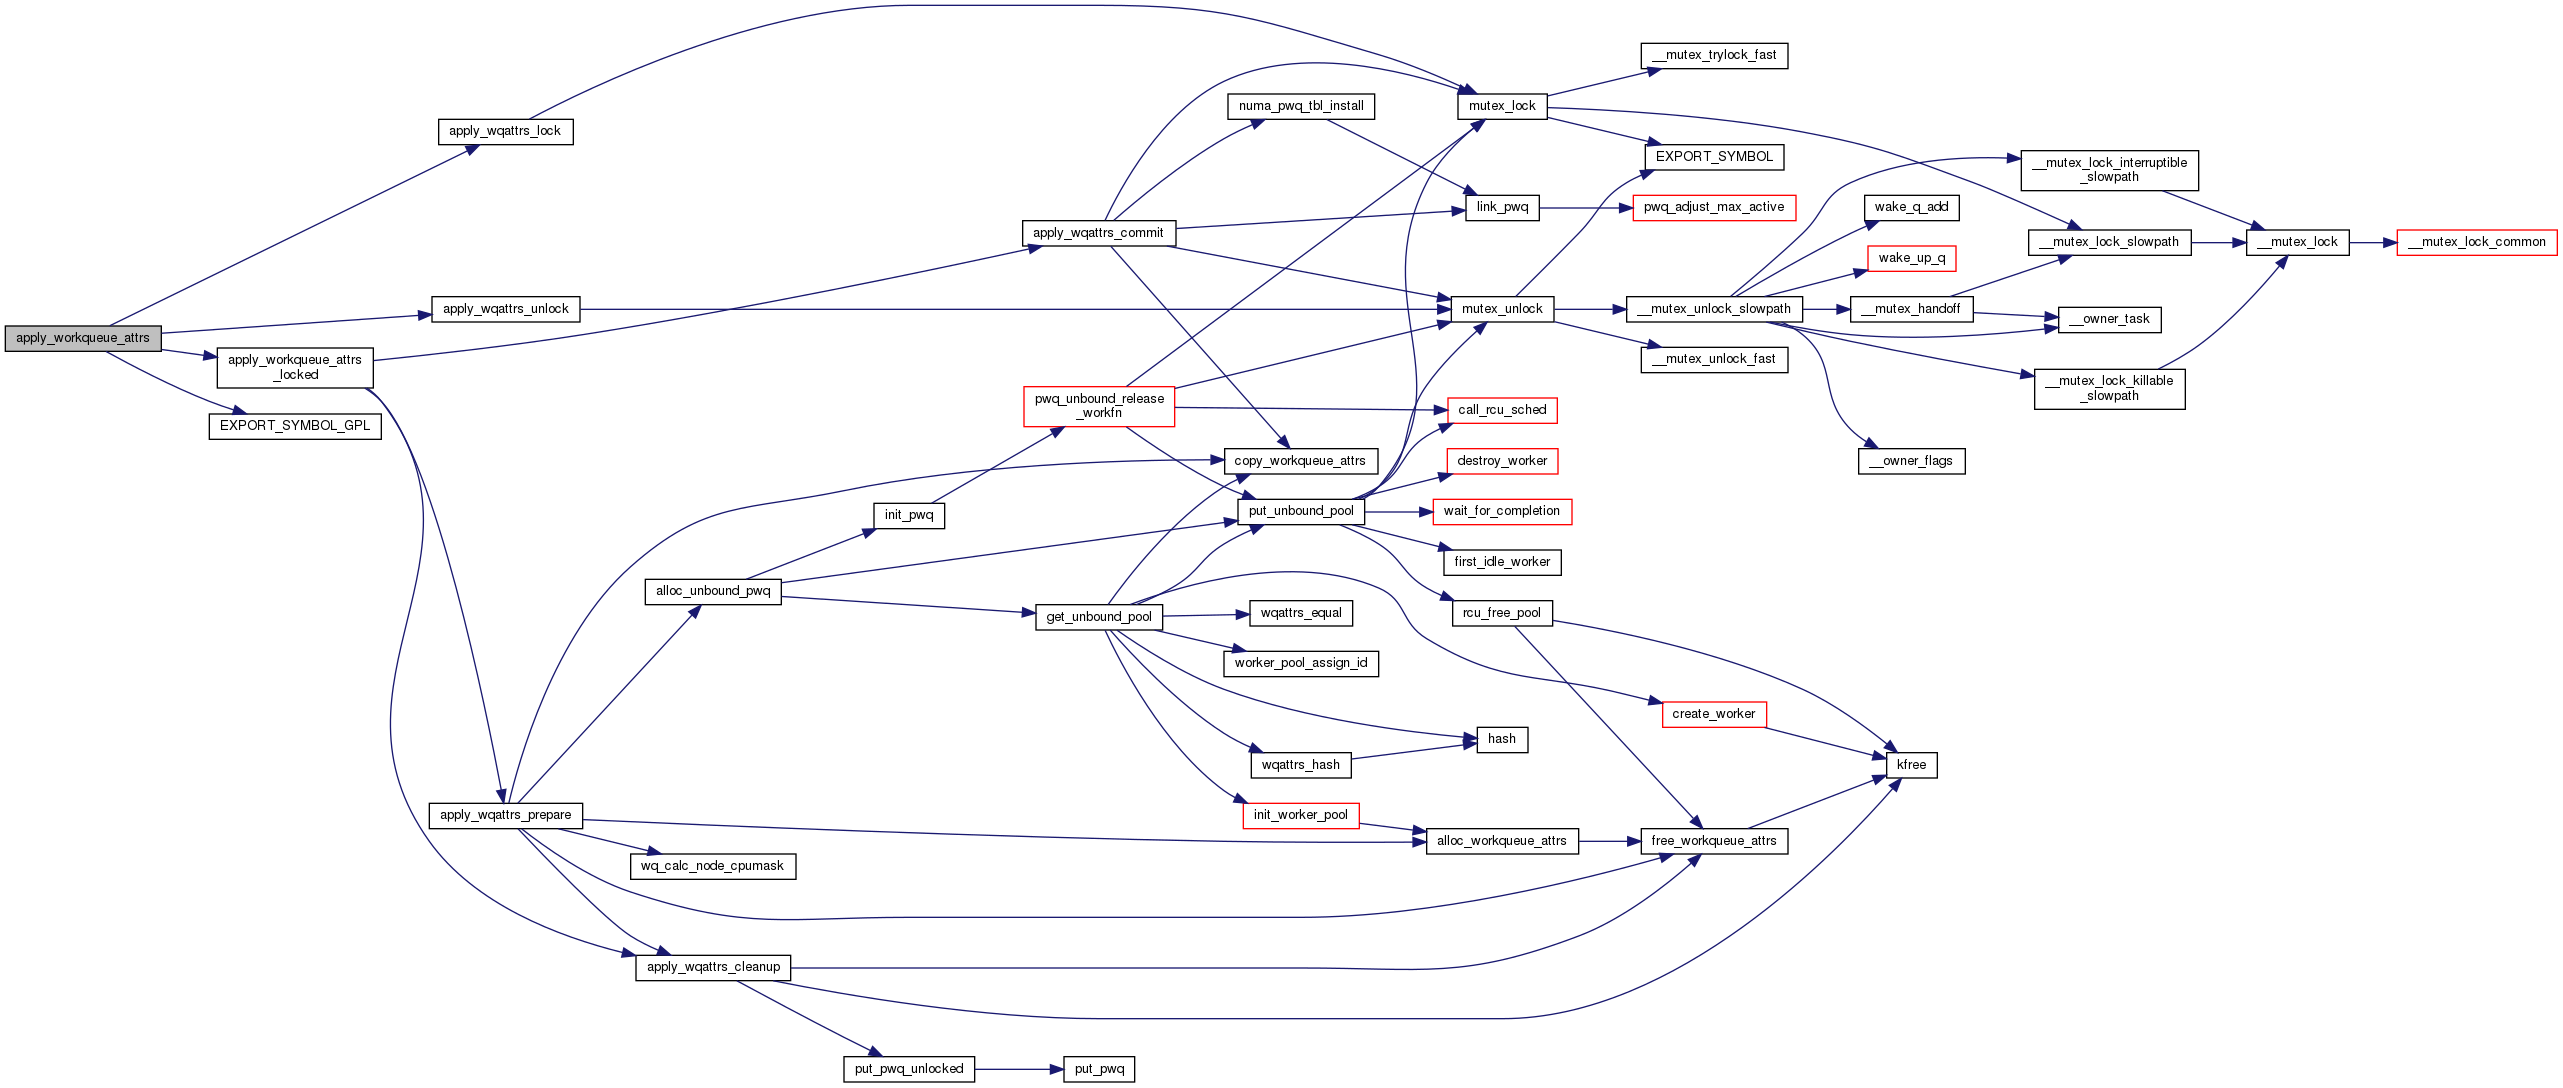 __mutex_trylock_fast
numa_pwq_tbl_install
mutex_lock
apply_wqattrs_lock
EXPORT_SYMBOL
__mutex_lock_interruptible
_slowpath
link_pwq
pwq_adjust_max_active
wake_q_add
apply_wqattrs_commit
__mutex_lock_slowpath
__mutex_lock
__mutex_lock_common
wake_up_q
apply_wqattrs_unlock
mutex_unlock
__mutex_unlock_slowpath
__mutex_handoff
__owner_task
apply_workqueue_attrs
apply_workqueue_attrs
_locked
__mutex_unlock_fast
__mutex_lock_killable
_slowpath
pwq_unbound_release
_workfn
call_rcu_sched
EXPORT_SYMBOL_GPL
copy_workqueue_attrs
destroy_worker
__owner_flags
init_pwq
put_unbound_pool
wait_for_completion
first_idle_worker
alloc_unbound_pwq
get_unbound_pool
wqattrs_equal
rcu_free_pool
worker_pool_assign_id
create_worker
hash
wqattrs_hash
kfree
apply_wqattrs_prepare
init_worker_pool
alloc_workqueue_attrs
free_workqueue_attrs
wq_calc_node_cpumask
apply_wqattrs_cleanup
put_pwq_unlocked
put_pwq